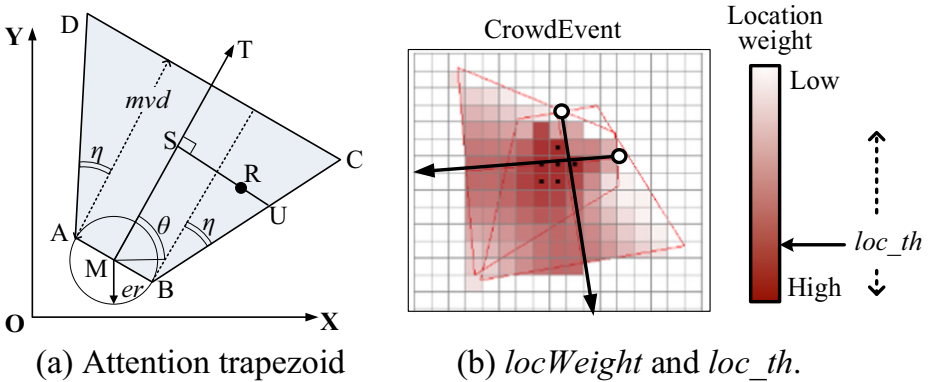 Y
D
T
mvd
S
η
R
C
U
A
θ
η
M
er
B
O
X
(a) Attention trapezoid
CrowdEvent
Location
weight
Low
loc_th
High
(b) locWeight and loc_th.